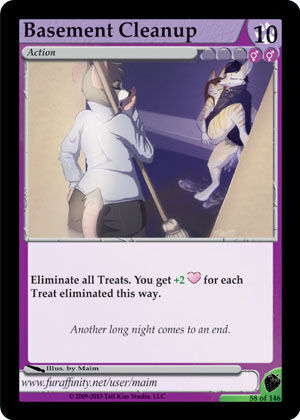 Basement Cleanup
10
Action
Eliminate all Treats. You get +2 for each
Treat eliminated this way.
Another long night comes to an end.
Illus. by Maim
www.furaffinity.net/user/maim
© 2009-2015 Tail Kiss Studio, LLC
58 of 146